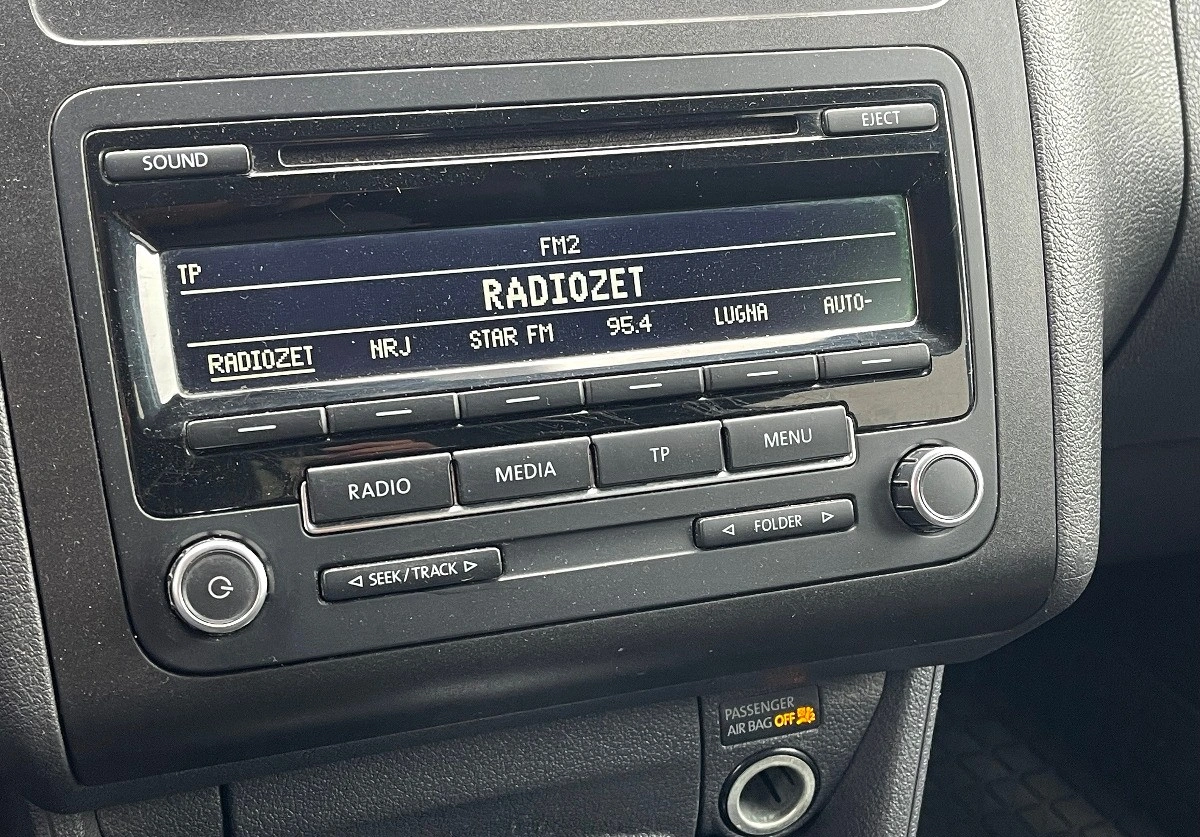 EJECT
SOUND
FM2
TP
RADIOZET
RADIOZET NRJ STAR FM 95.4 LUGNA AUTO-
RADIO MEDIA TP MENU
FOLDER
SEEK/TRACK
PASSENGER
AIR BAG OFF